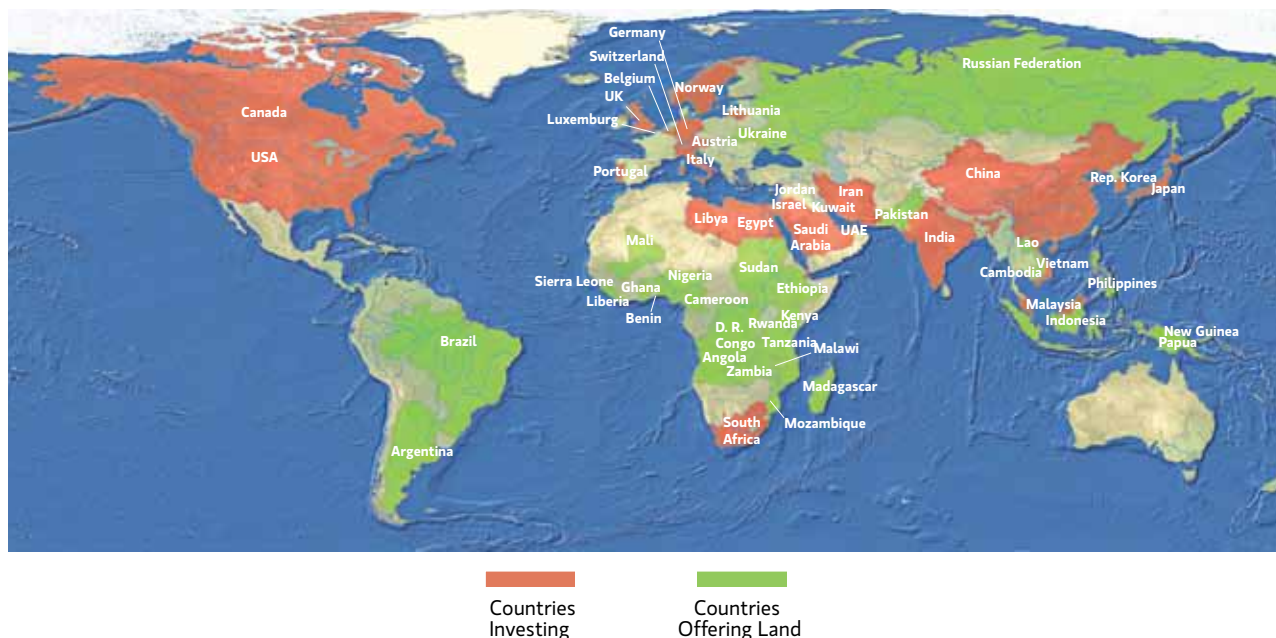 Germany
Switzerland
Belgium
UK
Luxemburg
Norway
Lithuania
Ukraine
Austria
Italy
Portugal
Russian Federation
Canada
USA
China
Rep. Korea
Japan
Jordan
Israel
Iran
Kuwait
Pakistan
Libya
Egypt
Saudi
Arabia
UAE
India
Lao
Vietnam
Cambodia
Philippines
Malaysia
Indonesia
New Guinea
Papua
Mali
Sudan
Nigeria
Sierra Leone
Ghana
Liberia
Benin
Cameroon
Ethiopia
Kenya
Rwanda
D. R.
Congo
Tanzania
Malawi
Angola
Zambia
Madagascar
Mozambique
South
Africa
Brazil
Argentina
Countries
Investing
Countries
Offering Land